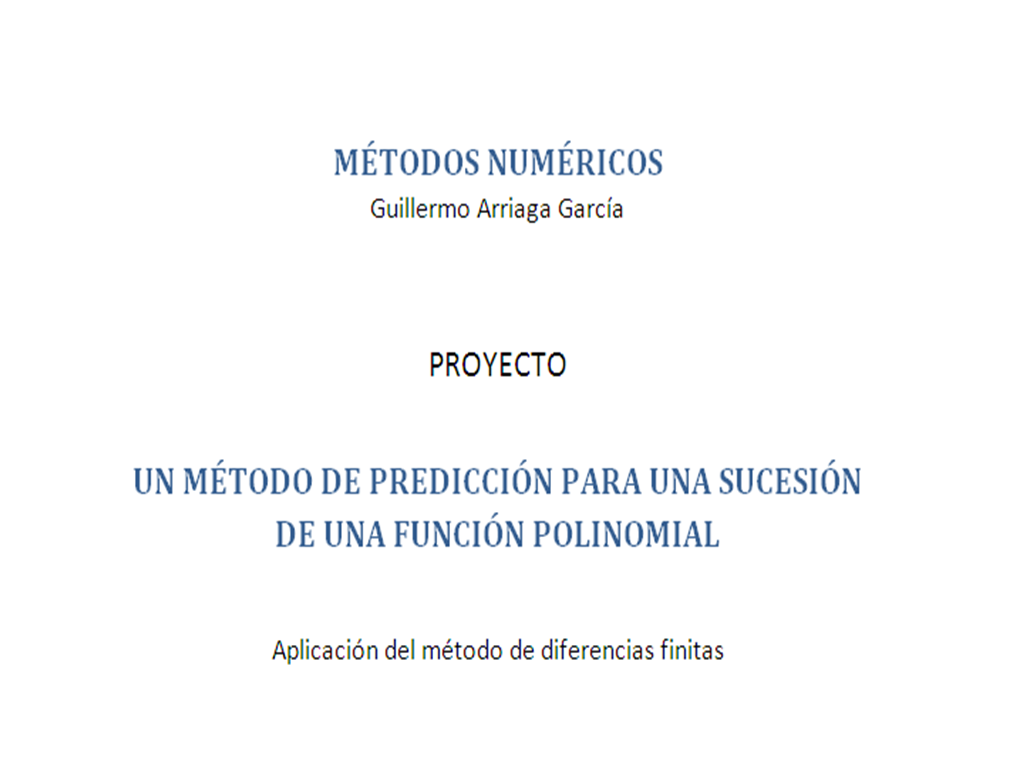 MÉTODOS NUMÉRICOS
Guillermo Arriaga García
PROYECTO
UN MÉTODO DE PREDICCIÓN PARA UNA SUCESIÓN
DE UNA FUNCIÓN POLINOMIAL
Aplicación del método de diferencias finitas